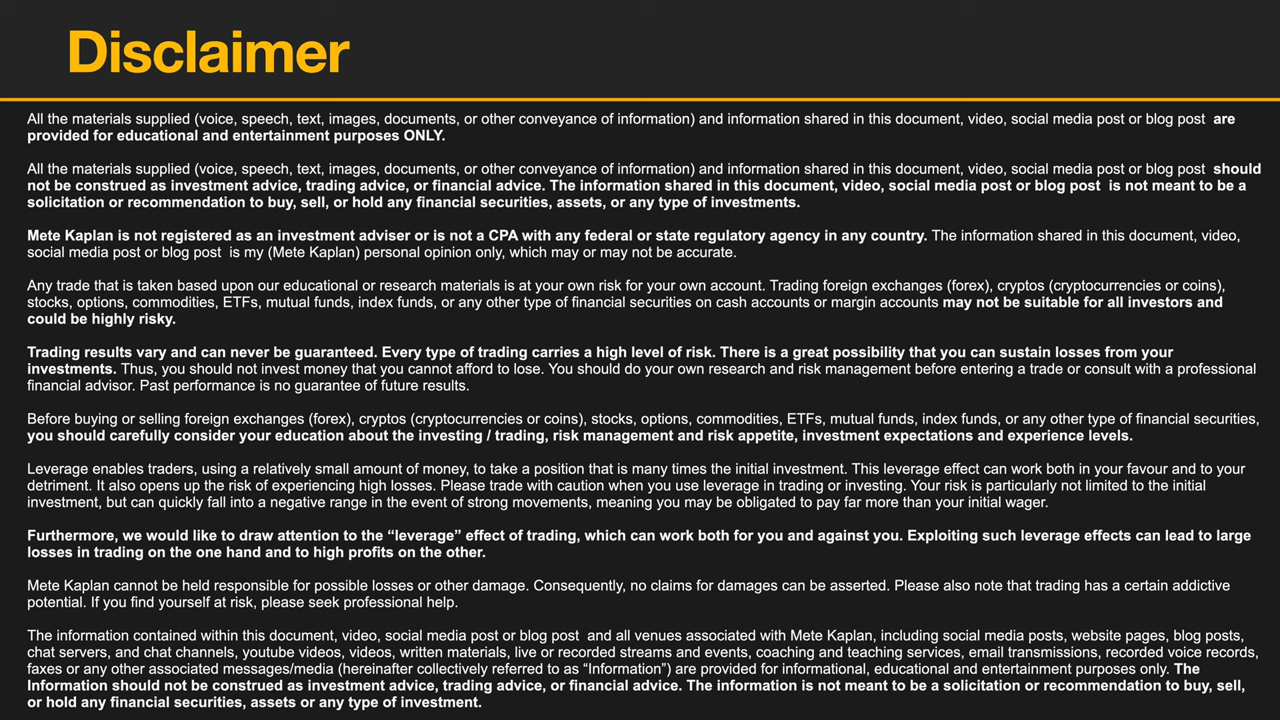 Disclaimer
All the materials supplied (voice, speech, text, images, documents, or other conveyance of information) and information shared in this document, video, social media post or blog post  are
provided for educational and entertainment purposes ONLY.
All the materials supplied (voice, speech, text, images, documents, or other conveyance of information) and information shared in this document, video, social media post or blog post  should
not be construed as investment advice, trading advice, or financial advice. The information shared in this document, video, social media post or blog post  is not meant to be a
solicitation or recommendation to buy, sell, or hold any financial securities, assets, or any type of investments.
Mete Kaplan is not registered as an investment adviser or is not a CPA with any federal or state regulatory agency in any country. The information shared in this document, video,
social media post or blog post  is my (Mete Kaplan) personal opinion only, which may or may not be accurate.
Any trade that is taken based upon our educational or research materials is at your own risk for your own account. Trading foreign exchanges (forex), cryptos (cryptocurrencies or coins),
stocks, options, commodities, ETFs, mutual funds, index funds, or any other type of financial securities on cash accounts or margin accounts may not be suitable for all investors and
could be highly risky.
Trading results vary and can never be guaranteed. Every type of trading carries a high level of risk. There is a great possibility that you can sustain losses from your
investments. Thus, you should not invest money that you cannot afford to lose. You should do your own research and risk management before entering a trade or consult with a professional
financial advisor. Past performance is no guarantee of future results.
Before buying or selling foreign exchanges (forex), cryptos (cryptocurrencies or coins), stocks, options, commodities, ETFs, mutual funds, index funds, or any other type of financial securities,
you should carefully consider your education about the investing / trading, risk management and risk appetite, investment expectations and experience levels.
Leverage enables traders, using a relatively small amount of money, to take a position that is many times the initial investment. This leverage effect can work both in your favour and to your
detriment. It also opens up the risk of experiencing high losses. Please trade with caution when you use leverage in trading or investing. Your risk is particularly not limited to the initial
investment, but can quickly fall into a negative range in the event of strong movements, meaning you may be obligated to pay far more than your initial wager.
Furthermore, we would like to draw attention to the “leverage” effect of trading, which can work both for you and against you. Exploiting such leverage effects can lead to large
losses in trading on the one hand and to high profits on the other.
Mete Kaplan cannot be held responsible for possible losses or other damage. Consequently, no claims for damages can be asserted. Please also note that trading has a certain addictive
potential. If you find yourself at risk, please seek professional help.
The information contained within this document, video, social media post or blog post  and all venues associated with Mete Kaplan, including social media posts, website pages, blog posts,
chat servers, and chat channels, youtube videos, videos, written materials, live or recorded streams and events, coaching and teaching services, email transmissions, recorded voice records,
faxes or any other associated messages/media (hereinafter collectively referred to as “Information”) are provided for informational, educational and entertainment purposes only. The
Information should not be construed as investment advice, trading advice, or financial advice. The information is not meant to be a solicitation or recommendation to buy, sell,
or hold any financial securities, assets or any type of investment.